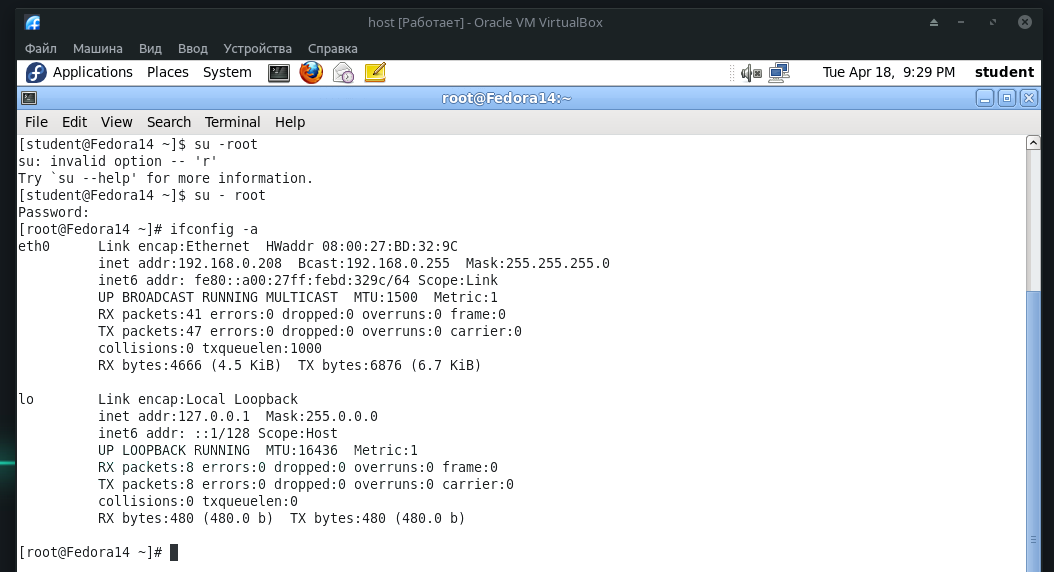 host [Работает] - Oracle VM VirtualBox
Файл Машина Вид Ввод Устройства Справка
Applications Places System Tue Apr 18, 9:29 PM student
root@Fedora14:~
File Edit View Search Terminal Help
[student@Fedora14 ~]$ su -root
su: invalid option -- 'r'
Try `su --help' for more information.
[student@Fedora14 ~]$ su - root
Password:
[root@Fedora14 ~]# ifconfig -a
eth0      Link encap:Ethernet  HWaddr 08:00:27:BD:32:9C
          inet addr:192.168.0.208  Bcast:192.168.0.255  Mask:255.255.255.0
          inet6 addr: fe80::a00:27ff:febd:329c/64 Scope:Link
          UP BROADCAST RUNNING MULTICAST  MTU:1500  Metric:1
          RX packets:41 errors:0 dropped:0 overruns:0 frame:0
          TX packets:47 errors:0 dropped:0 overruns:0 carrier:0
          collisions:0 txqueuelen:1000
          RX bytes:4666 (4.5 KiB)  TX bytes:6876 (6.7 KiB)
lo        Link encap:Local Loopback
          inet addr:127.0.0.1  Mask:255.0.0.0
          inet6 addr: ::1/128 Scope:Host
          UP LOOPBACK RUNNING  MTU:16436  Metric:1
          RX packets:8 errors:0 dropped:0 overruns:0 frame:0
          TX packets:8 errors:0 dropped:0 overruns:0 carrier:0
          collisions:0 txqueuelen:0
          RX bytes:480 (480.0 b)  TX bytes:480 (480.0 b)
[root@Fedora14 ~]#